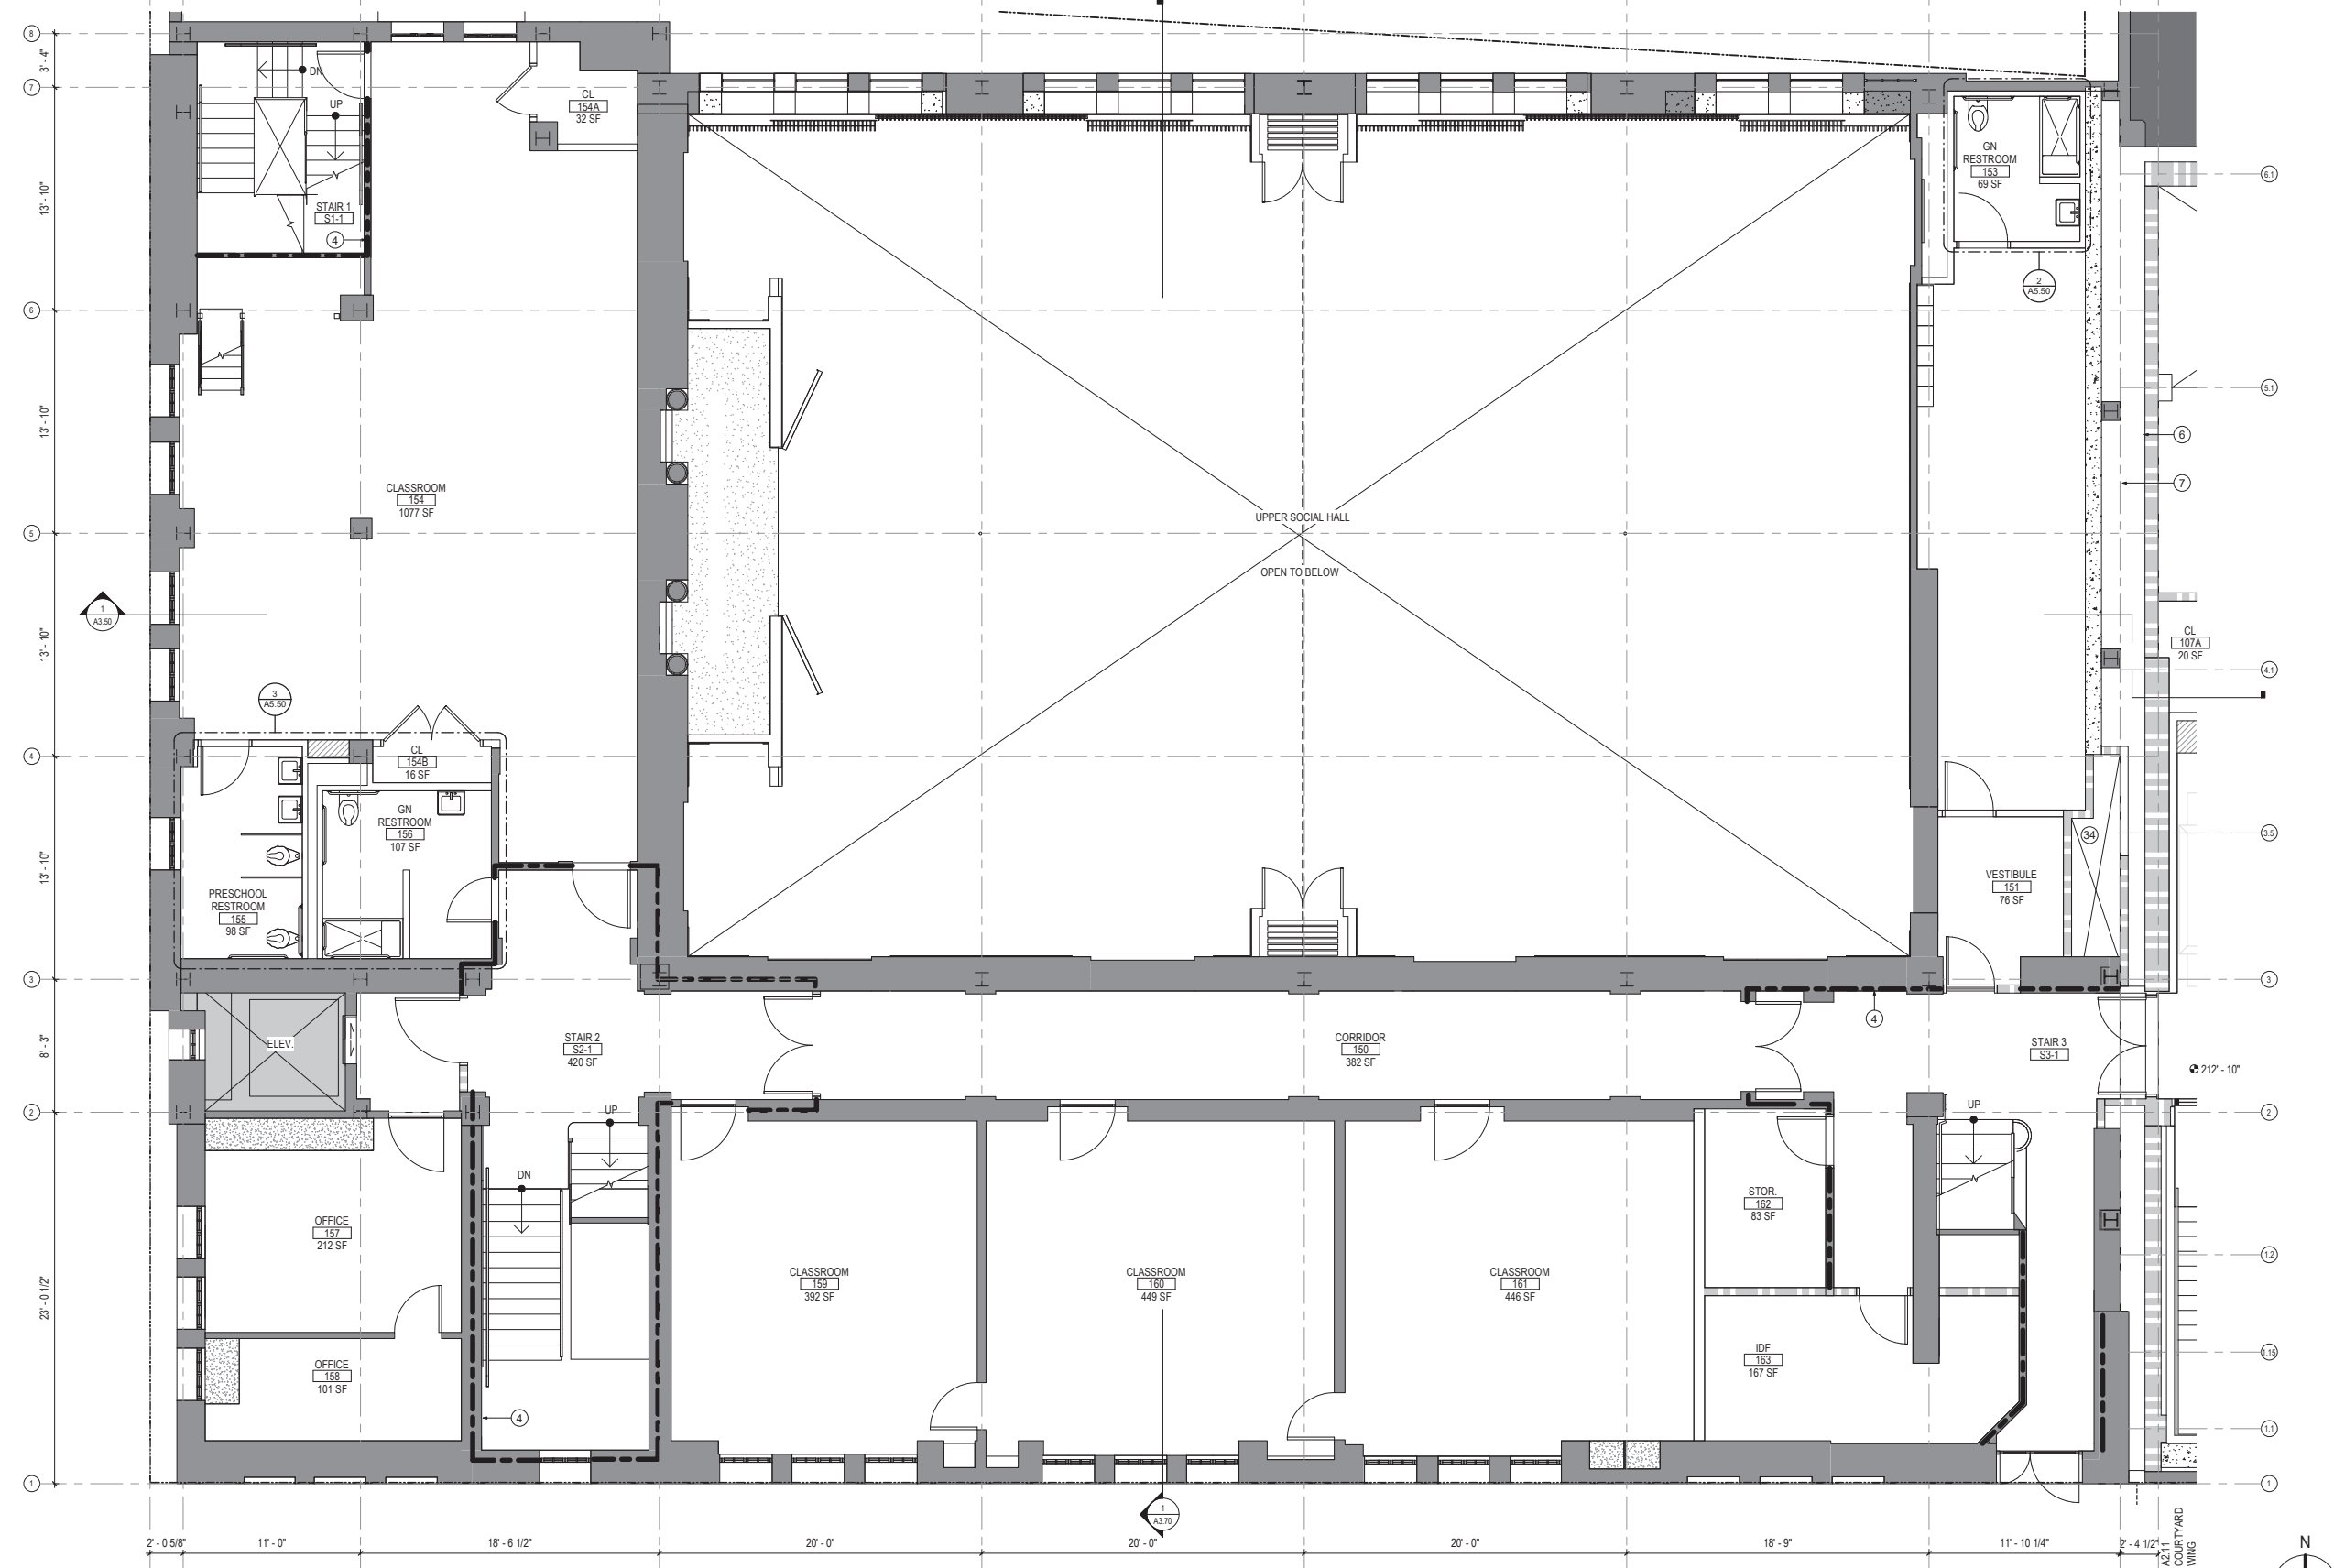 8
3' - 4"
7
13' - 10"
6
13' - 10"
5
13' - 10"
4
13' - 10"
3
8' - 3"
2
23' - 0 1/2"
1
DN
UP
STAIR 1
S1-1
4
CL
154A
32 SF
GN
RESTROOM
153
69 SF
2
A5.50
6.1
5.1
6
7
CLASSROOM
154
1077 SF
UPPER SOCIAL HALL
OPEN TO BELOW
1
A3.50
CL
107A
20 SF
4.1
3
A5.50
CL
154B
16 SF
GN
RESTROOM
156
107 SF
PRESCHOOL
RESTROOM
155
98 SF
34
3.5
VESTIBULE
151
76 SF
3
ELEV.
STAIR 2
S2-1
420 SF
CORRIDOR
150
382 SF
4
STAIR 3
S3-1
212' - 10"
2
UP
DN
UP
OFFICE
157
212 SF
CLASSROOM
159
392 SF
CLASSROOM
160
449 SF
CLASSROOM
161
446 SF
STOR.
162
83 SF
1.2
OFFICE
158
101 SF
IDF
163
167 SF
1.15
4
1.1
1
1
A3.70
2' - 0 5/8"
11' - 0"
18' - 6 1/2"
20' - 0"
20' - 0"
20' - 0"
18' - 9"
11' - 10 1/4"
2' - 4 1/2"
A2.11
COURTYARD
WING
N